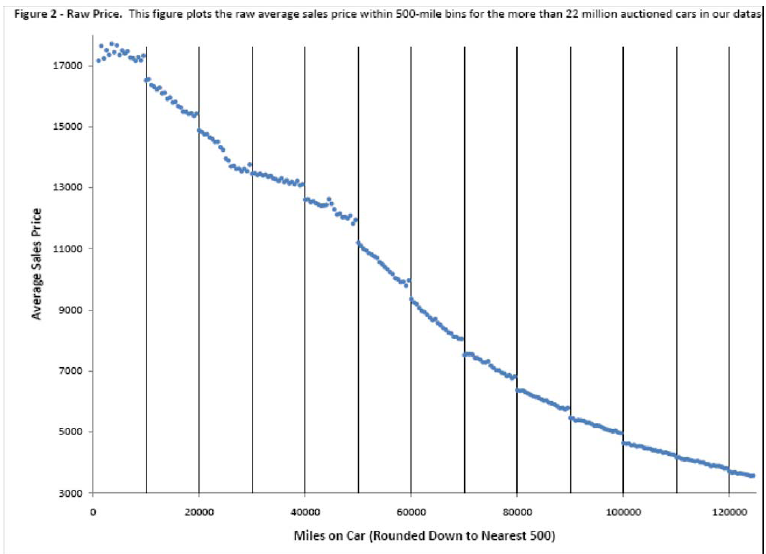 Figure 2 - Raw Price. This figure plots the raw average sales price within 500-mile bins for the more than 22 million auctioned cars in our datas
17000
15000
13000
11000
9000
7000
5000
3000
Average Sales Price
0 20000 40000 60000 80000 100000 120000
Miles on Car (Rounded Down to Nearest 500)